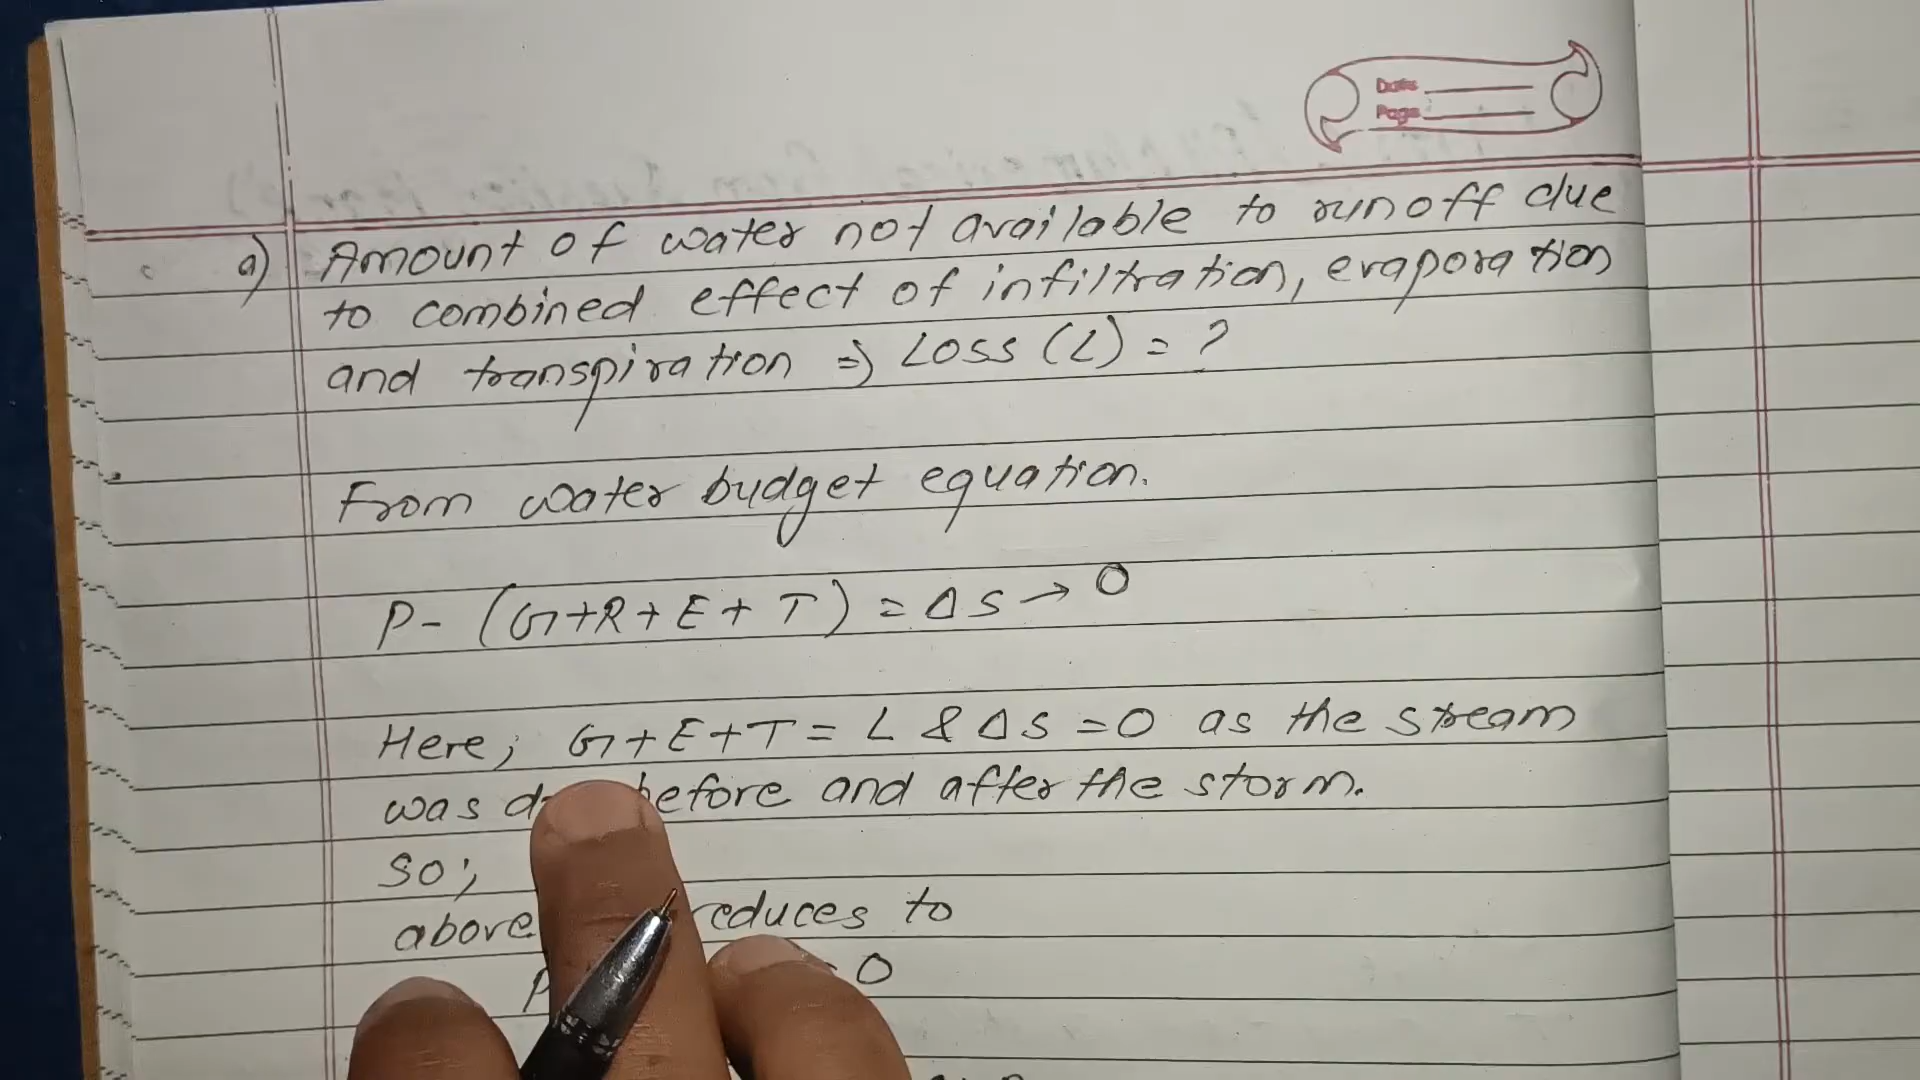 Date
Page
a) Amount of water not available to runoff due
to combined effect of infiltration, evaporation
and transpiration ⇒ Loss (L) = ?
From water budget equation.
P - (G+R+E+T) = ΔS → 0
Here; G+E+T = L & ΔS = 0 as the stream
was before and after the storm.
so;
above reduces to
P 0